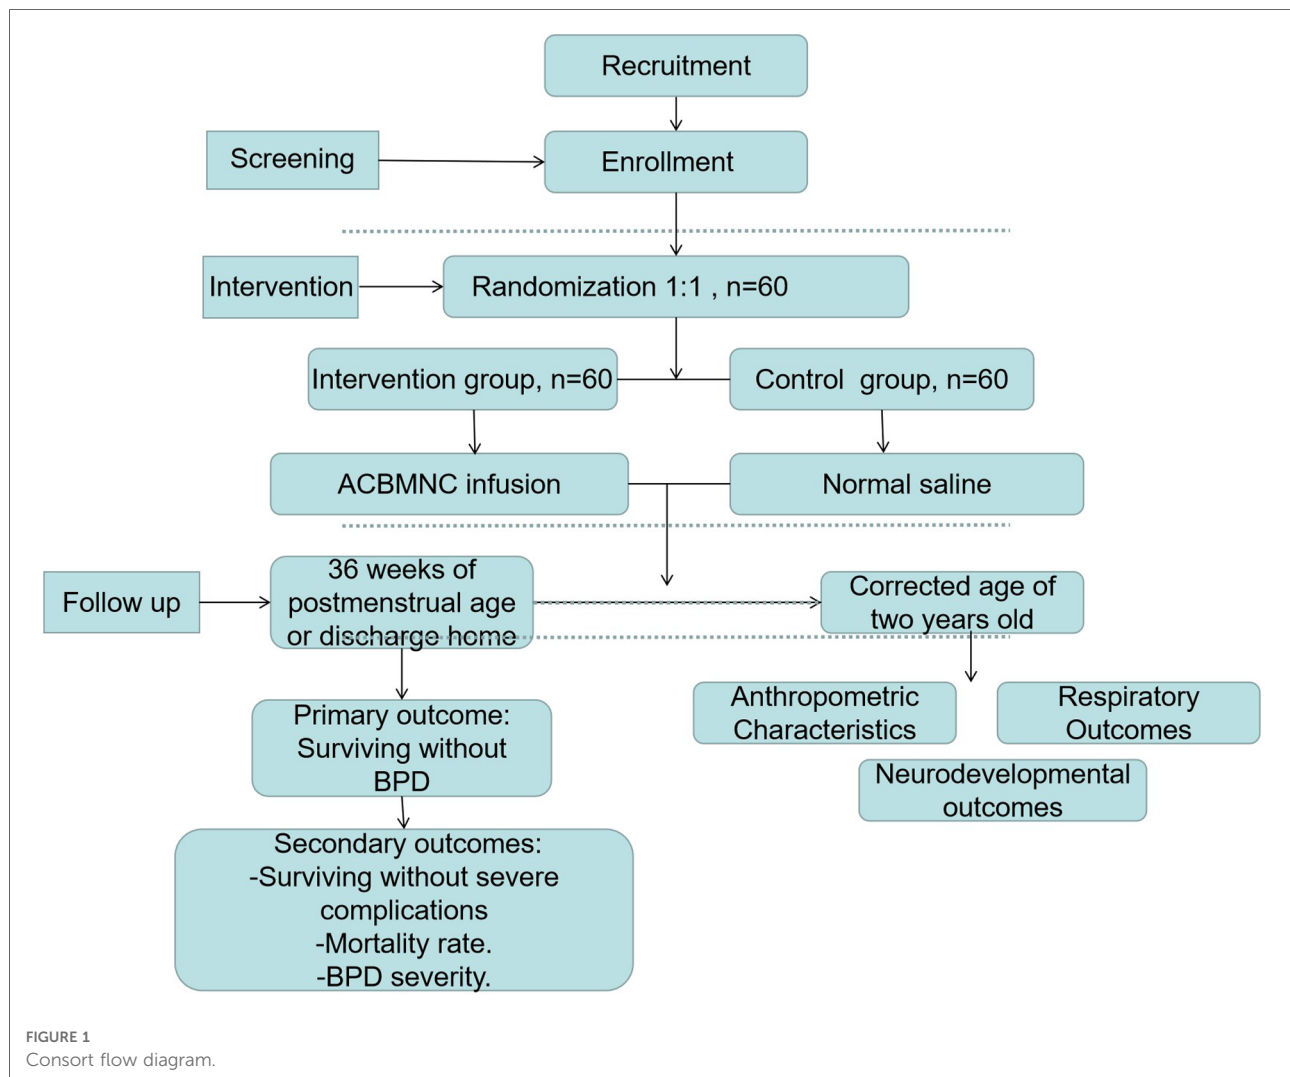 Recruitment
Screening
Enrollment
Intervention
Randomization 1:1 , n=60
Intervention group, n=60
Control group, n=60
ACBMNC infusion
Normal saline
Follow up
36 weeks of
postmenstrual age
or discharge home
Corrected age of
two years old
Primary outcome:
Surviving without
BPD
Anthropometric
Characteristics
Respiratory
Outcomes
Neurodevelopmental
outcomes
Secondary outcomes:
-Surviving without severe
complications
-Mortality rate.
-BPD severity.
FIGURE 1
Consort flow diagram.